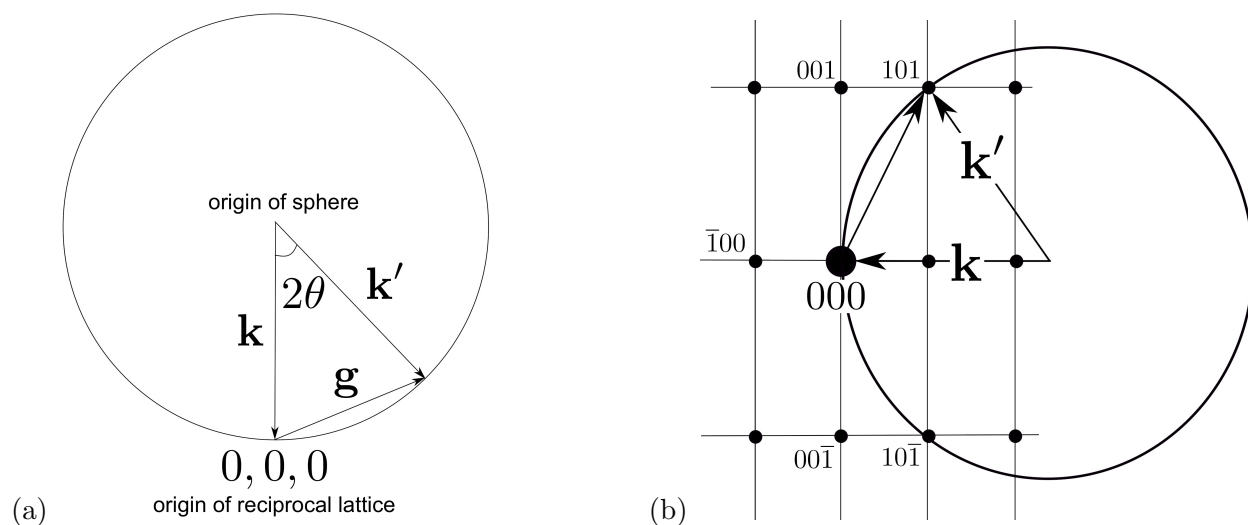 origin of sphere
2θ
k′
k
g
0, 0, 0
origin of reciprocal lattice
(a)
001
101
k′
1̅00
k
000
001̅
101̅
(b)